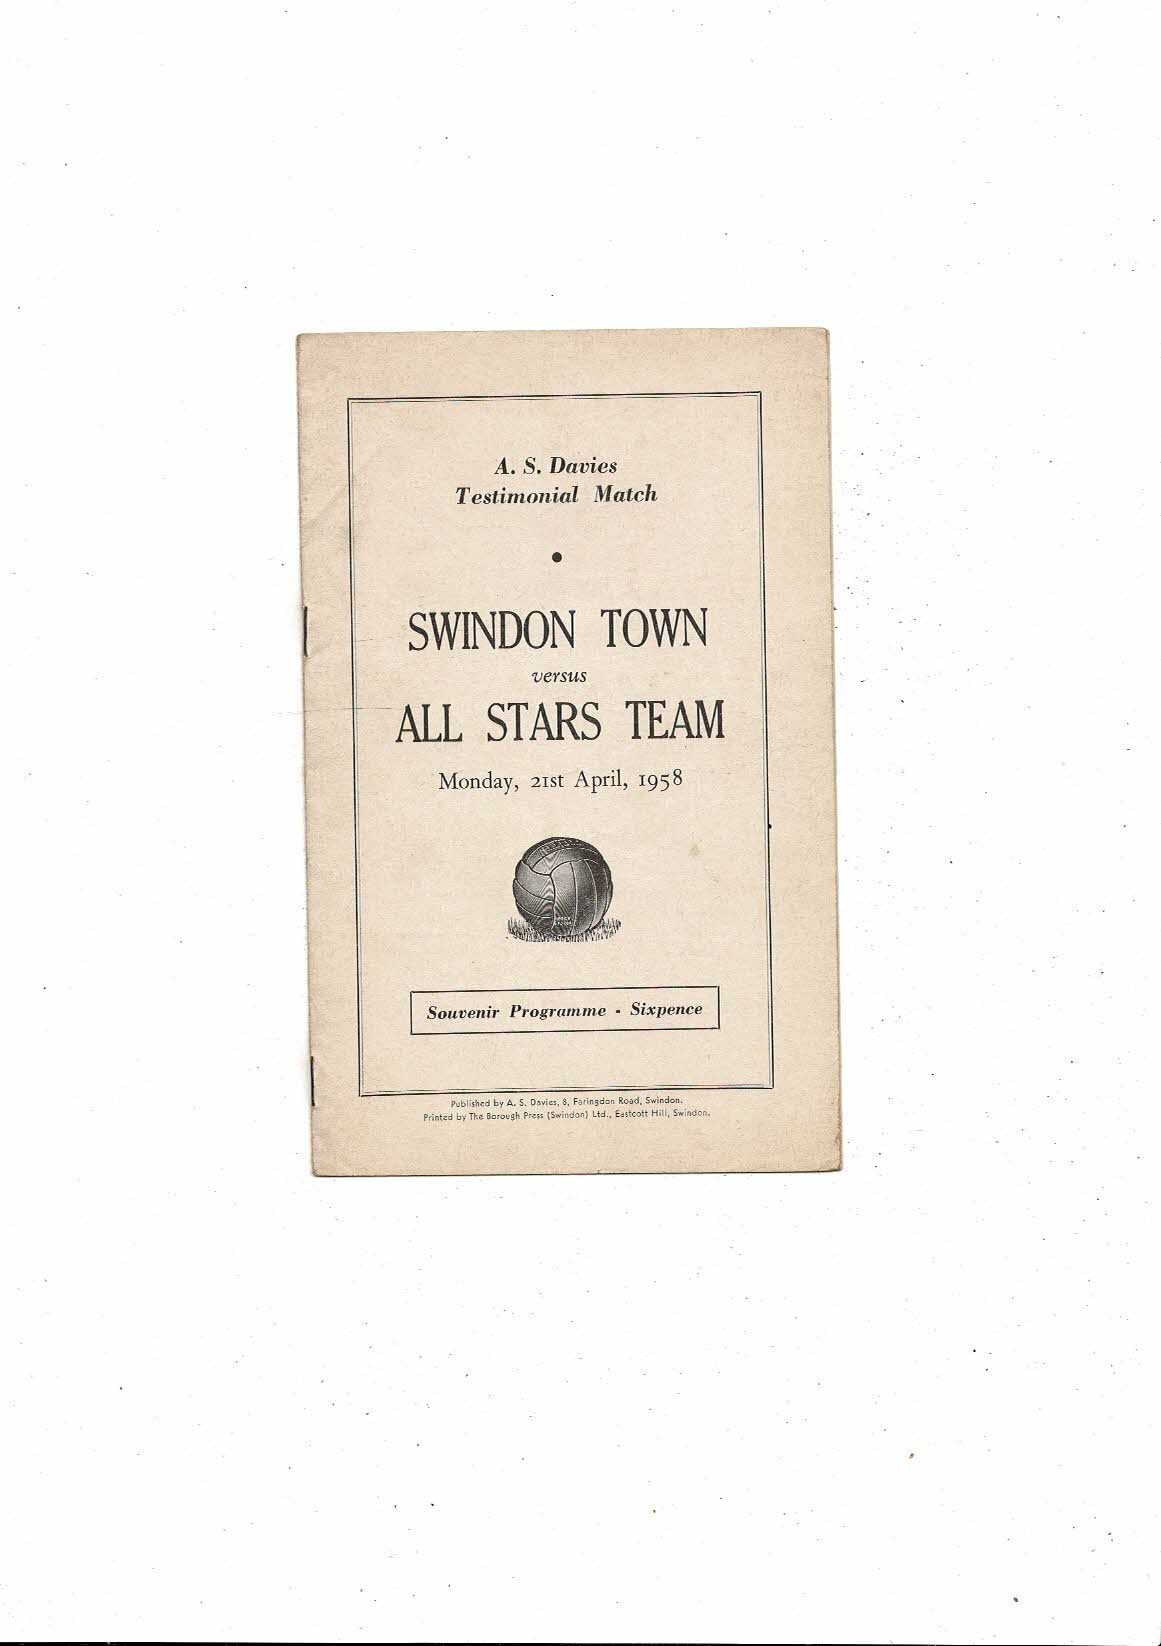 A. S. Davies
Testimonial Match
SWINDON TOWN
versus
ALL STARS TEAM
Monday, 21st April, 1958
Souvenir Programme - Sixpence
Published by A. S. Davies, 8, Faringdon Road, Swindon.
Printed by The Borough Press (Swindon) Ltd., Eastcott Hill, Swindon.